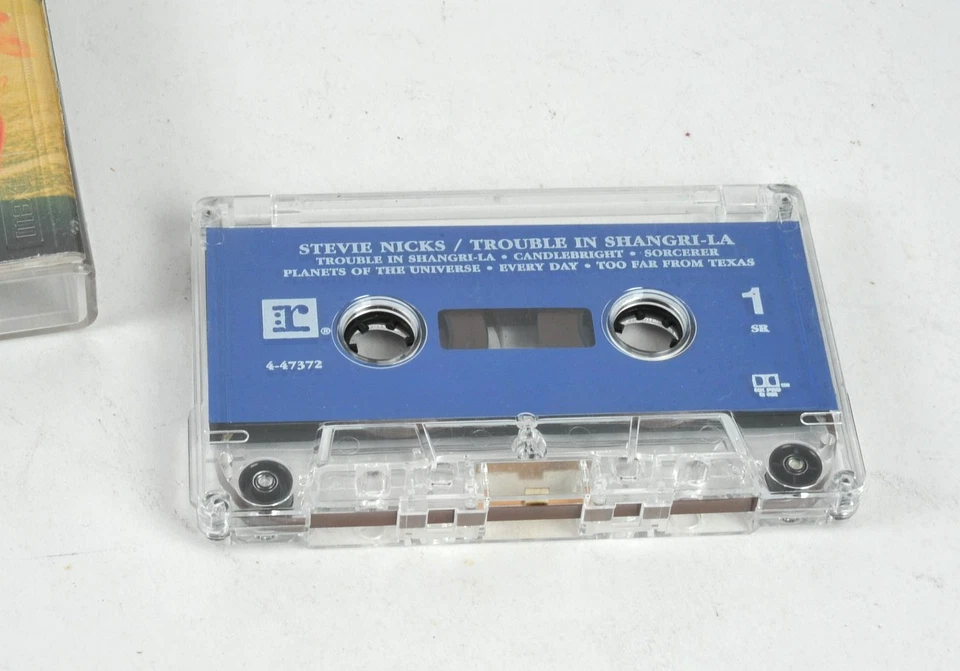 STEVIE NICKS / TROUBLE IN SHANGRI-LA
TROUBLE IN SHANGRI-LA • CANDLEBRIGHT • SORCERER
PLANETS OF THE UNIVERSE • EVERY DAY • TOO FAR FROM TEXAS
r ®
1
SR
4-47372